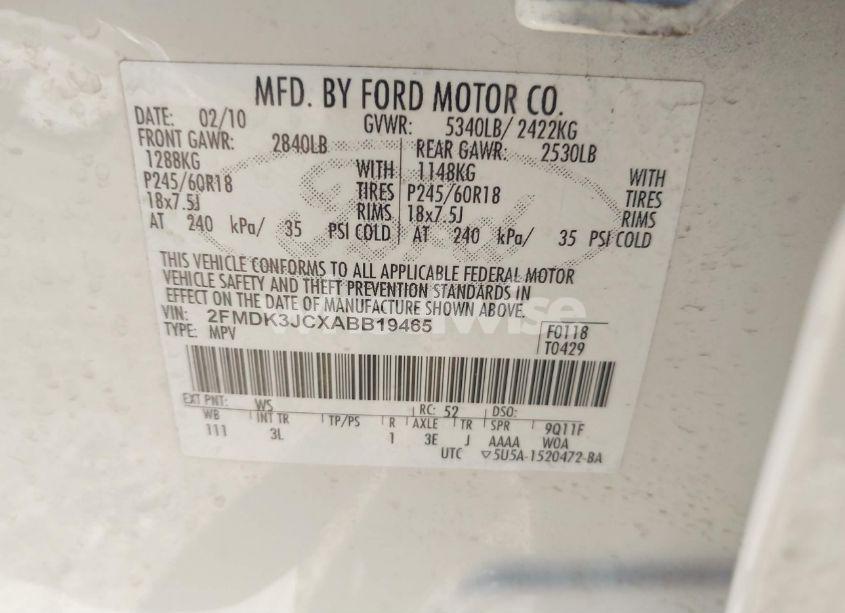 MFD. BY FORD MOTOR CO.
DATE: 02/10 GVWR: 5340LB/ 2422KG
FRONT GAWR: 2840LB REAR GAWR: 2530LB
1288KG WITH 1148KG WITH
P245/60R18 TIRES P245/60R18 TIRES
18x7.5J RIMS 18x7.5J RIMS
AT 240 kPa/ 35 PSI COLD AT 240 kPa/ 35 PSI COLD
THIS VEHICLE CONFORMS TO ALL APPLICABLE FEDERAL MOTOR
VEHICLE SAFETY AND THEFT PREVENTION STANDARDS IN
EFFECT ON THE DATE OF MANUFACTURE SHOWN ABOVE.
VIN: 2FMDK3JCXABB19465 F0118
TYPE: MPV T0429
EXT PNT: WS RC: 52 DSO:
WB INT TR TP/PS R AXLE TR SPR 9Q11F
111 3L 1 3E J AAAA WOA
UTC ▽5U5A-1520472-BA